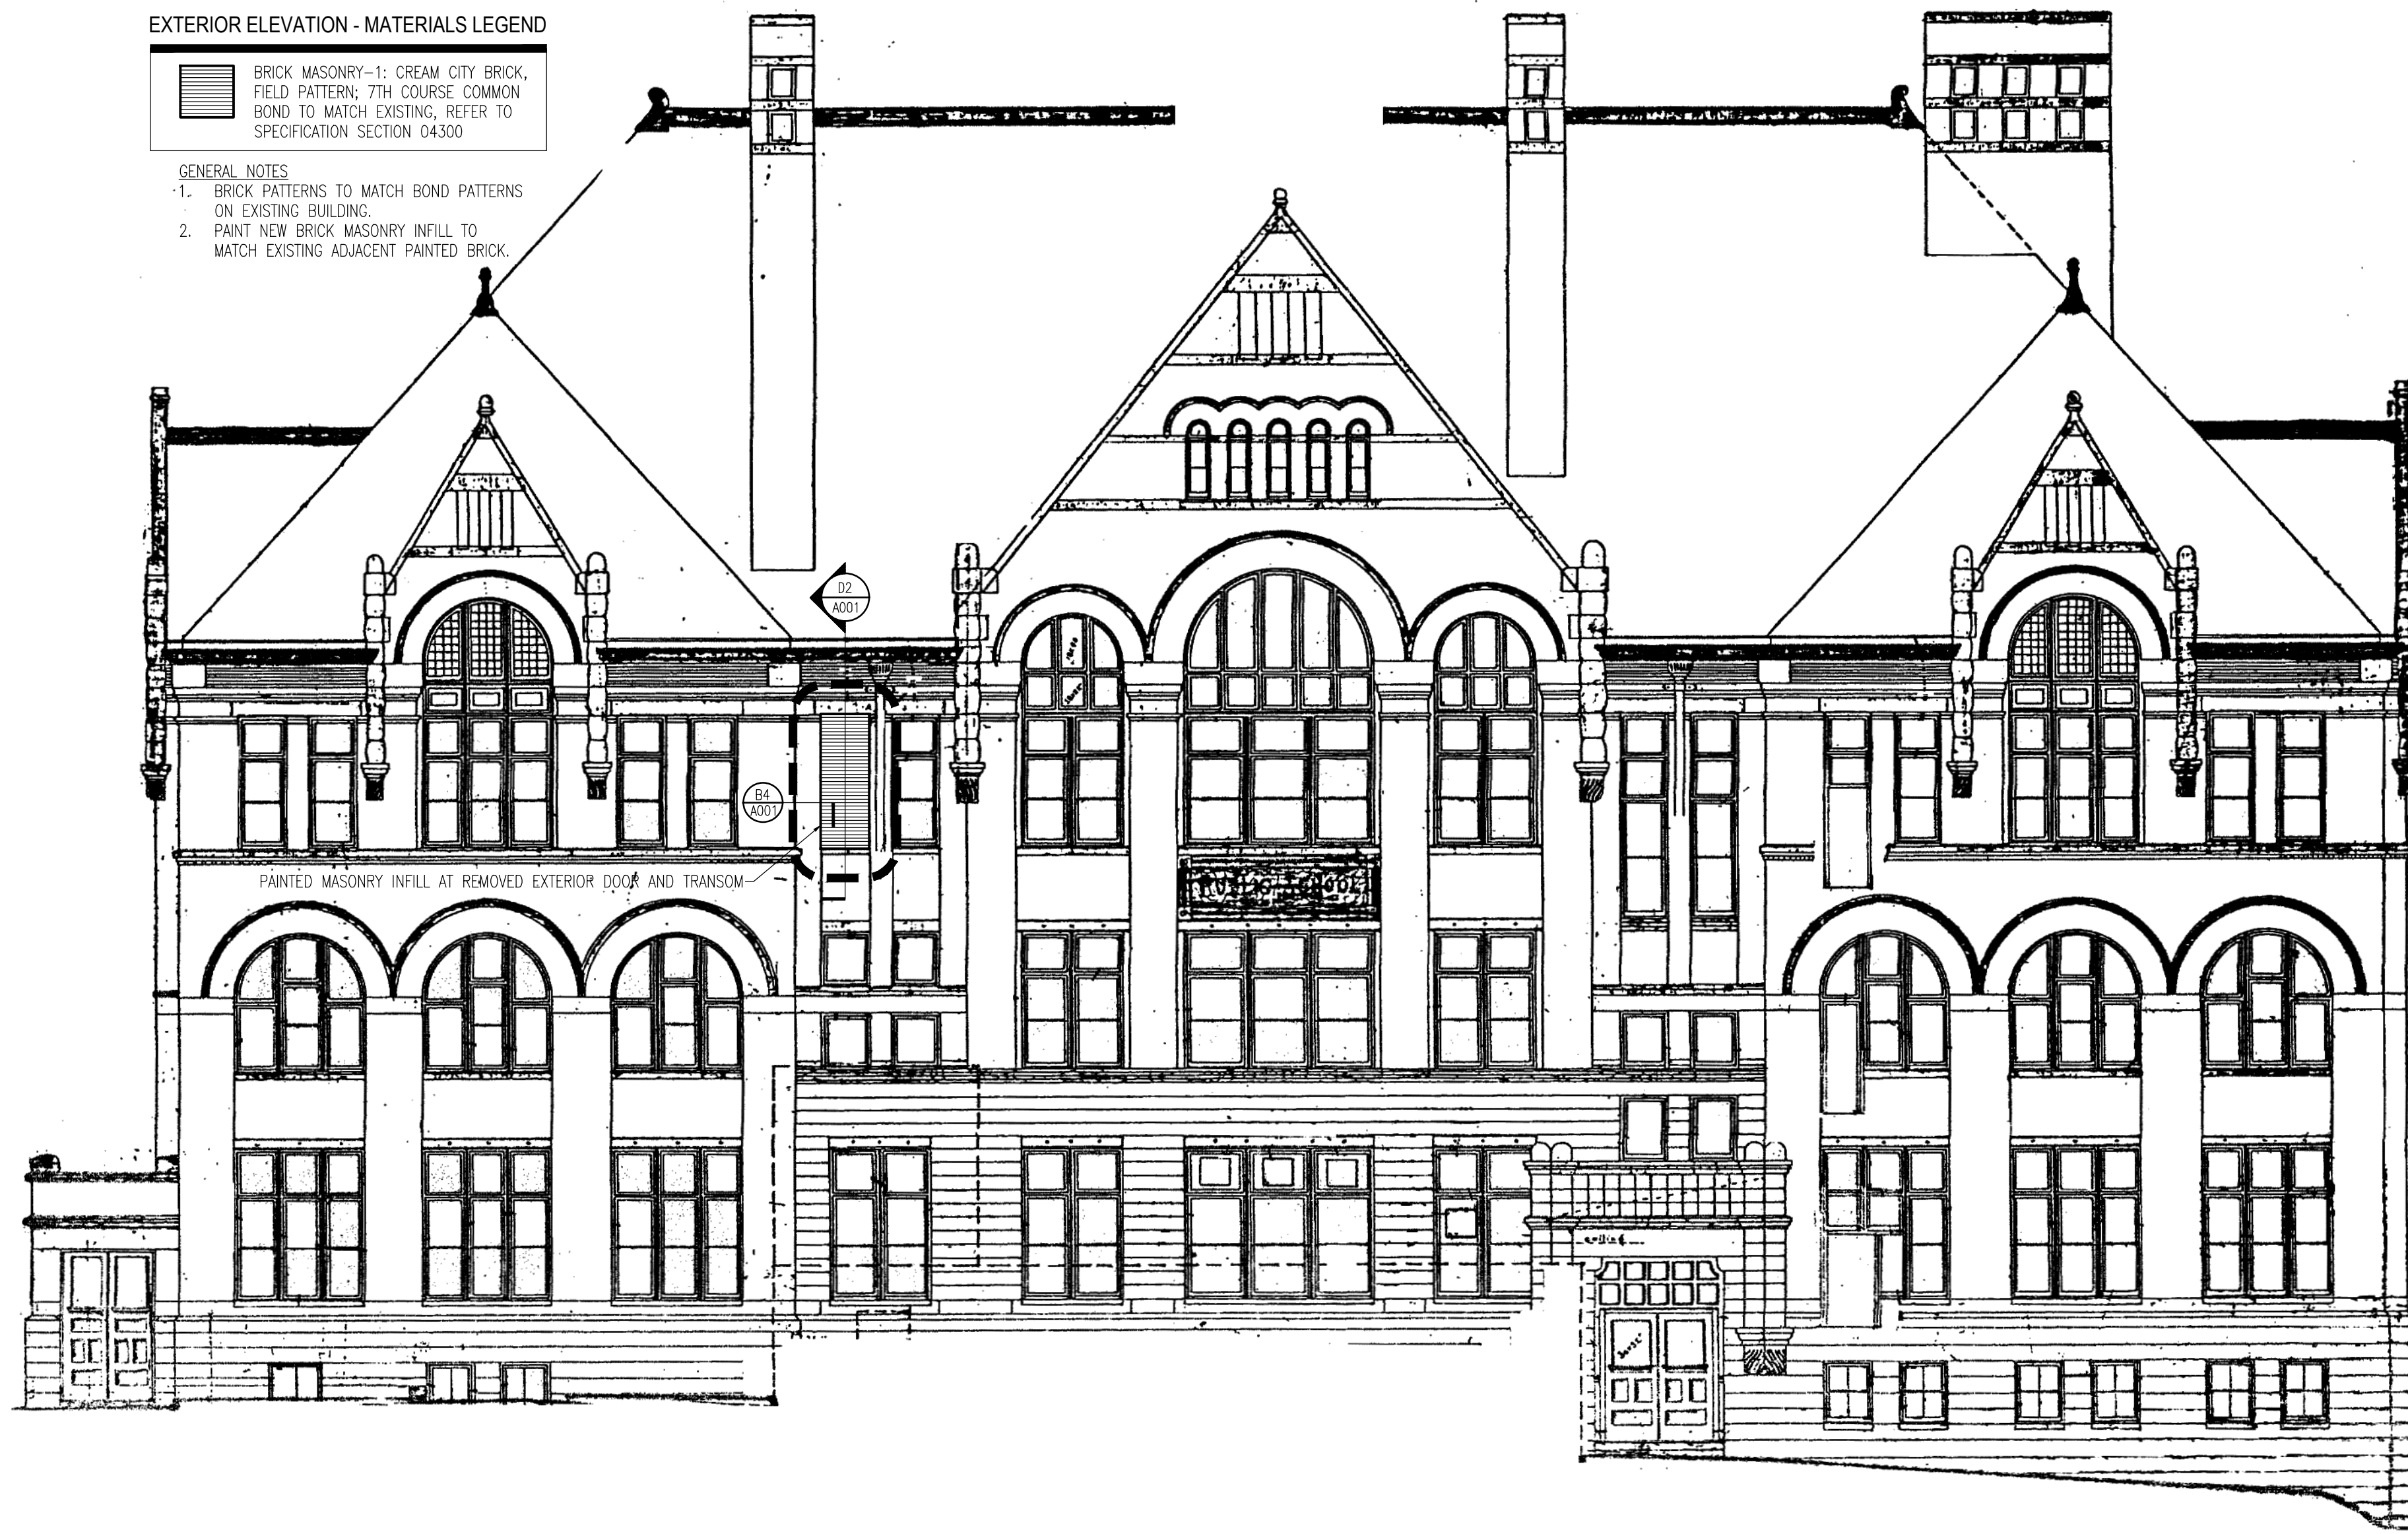 EXTERIOR ELEVATION - MATERIALS LEGEND
BRICK MASONRY-1: CREAM CITY BRICK,
FIELD PATTERN; 7TH COURSE COMMON
BOND TO MATCH EXISTING, REFER TO
SPECIFICATION SECTION 04300
GENERAL NOTES
1. BRICK PATTERNS TO MATCH BOND PATTERNS
ON EXISTING BUILDING.
2. PAINT NEW BRICK MASONRY INFILL TO
MATCH EXISTING ADJACENT PAINTED BRICK.
D2
A001
B4
A001
PAINTED MASONRY INFILL AT REMOVED EXTERIOR DOOR AND TRANSOM